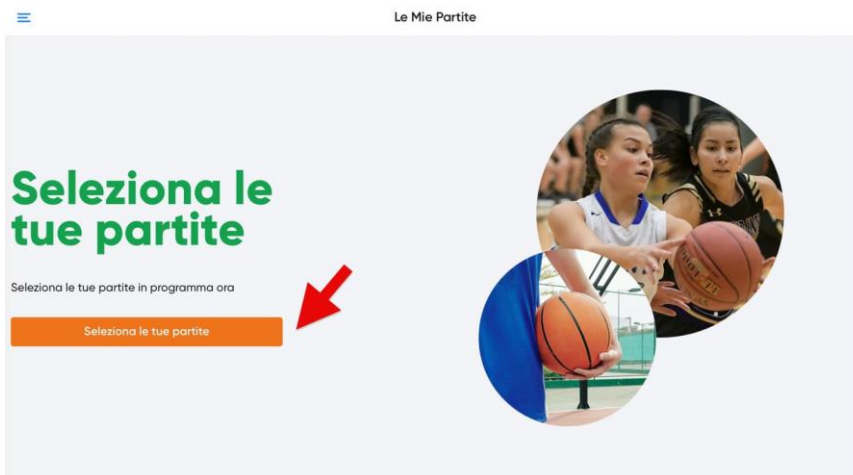 Le Mie Partite
Seleziona le
tue partite
Seleziona le tue partite in programma ora
Seleziona le tue partite